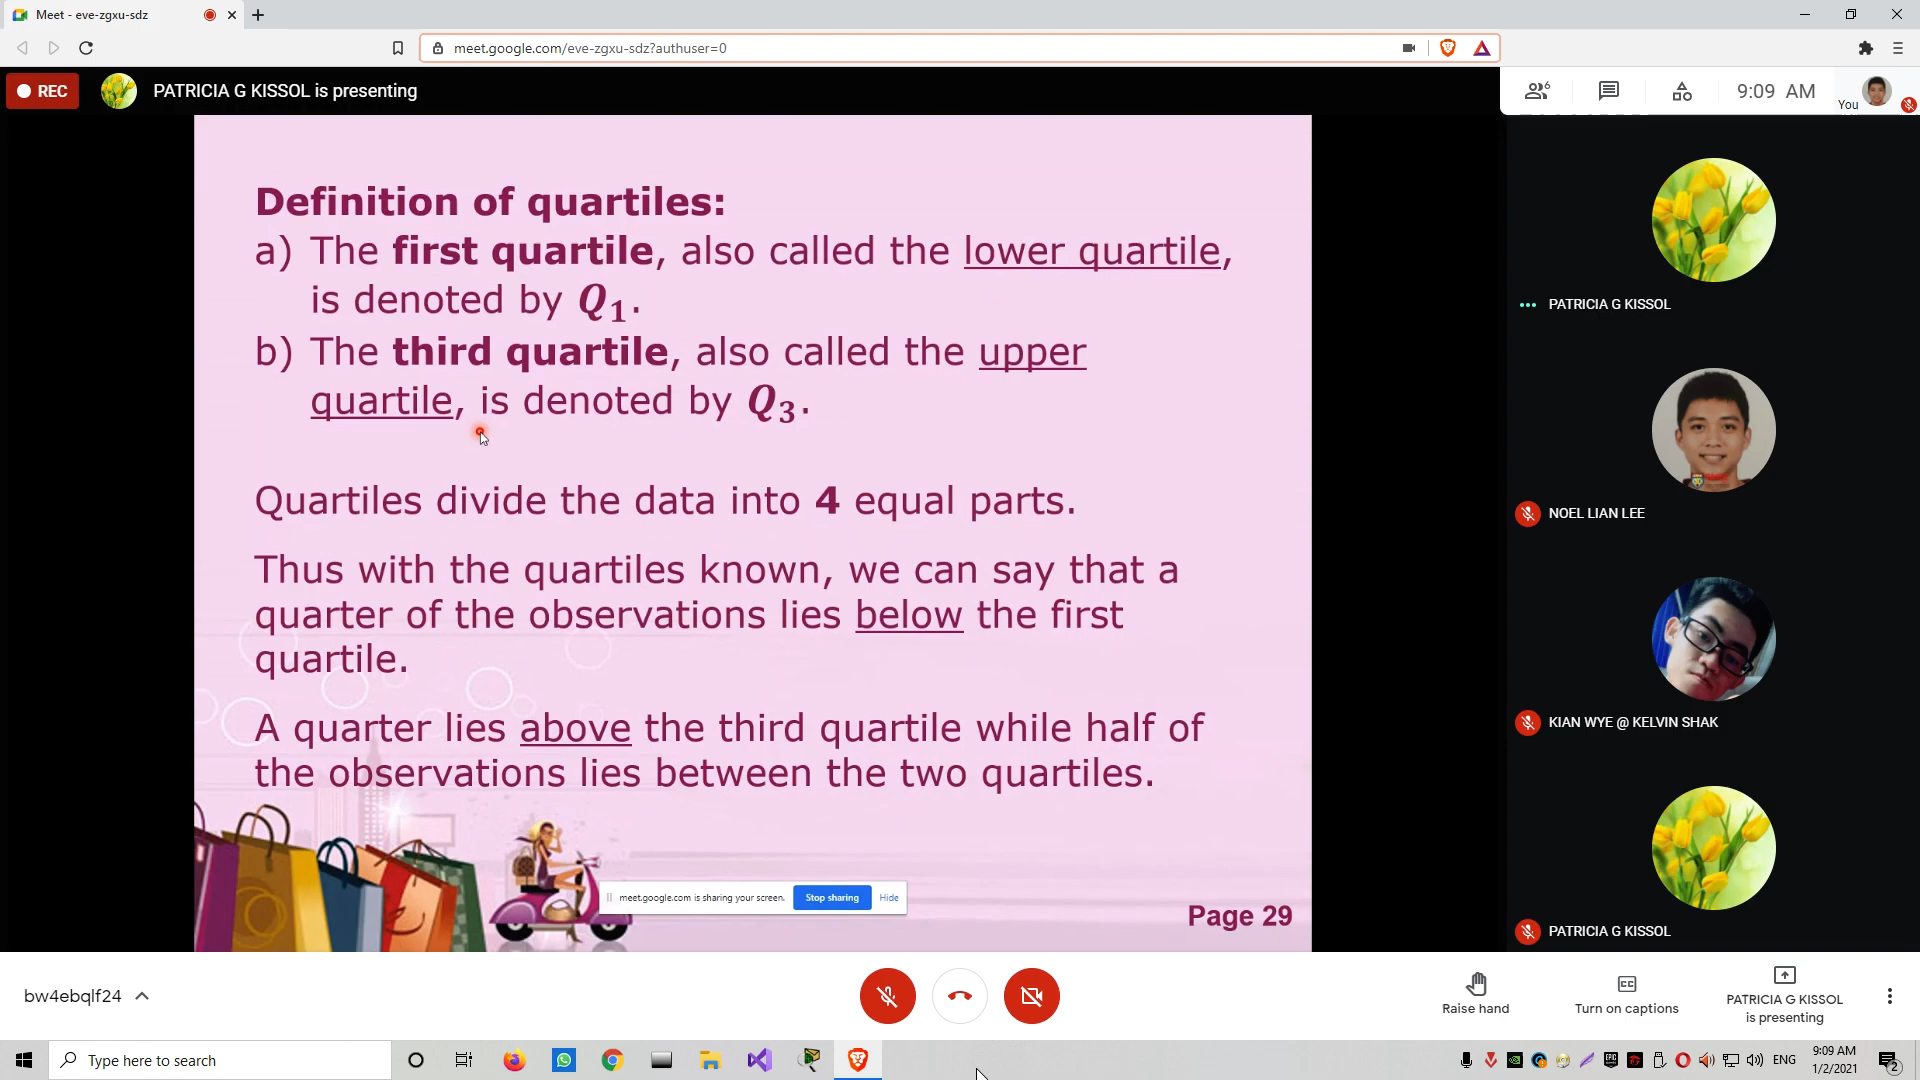 Meet - eve-zgxu-sdz
meet.google.com/eve-zgxu-sdz?authuser=0
REC
PATRICIA G KISSOL is presenting
6
9:09 AM
You
Definition of quartiles:
a) The first quartile, also called the lower quartile,
is denoted by Q1.
b) The third quartile, also called the upper
quartile, is denoted by Q3.
Quartiles divide the data into 4 equal parts.
Thus with the quartiles known, we can say that a
quarter of the observations lies below the first
quartile.
A quarter lies above the third quartile while half of
the observations lies between the two quartiles.
meet.google.com is sharing your screen.
Stop sharing
Hide
Page 29
PATRICIA G KISSOL
NOEL LIAN LEE
KIAN WYE @ KELVIN SHAK
PATRICIA G KISSOL
bw4ebqlf24
Raise hand
CC
Turn on captions
PATRICIA G KISSOL
is presenting
Type here to search
ENG
9:09 AM
1/2/2021
2